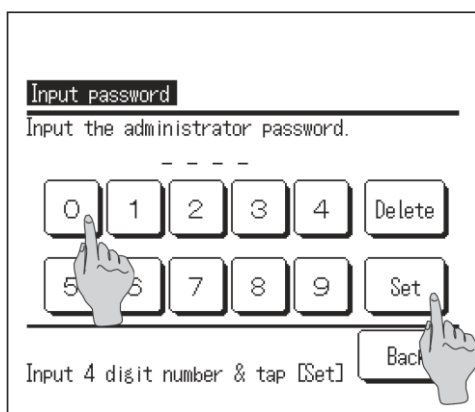 Input password
Input the administrator password.
_ _ _ _
0 1 2 3 4 Delete
5 6 7 8 9 Set
Back
Input 4 digit number & tap [Set]